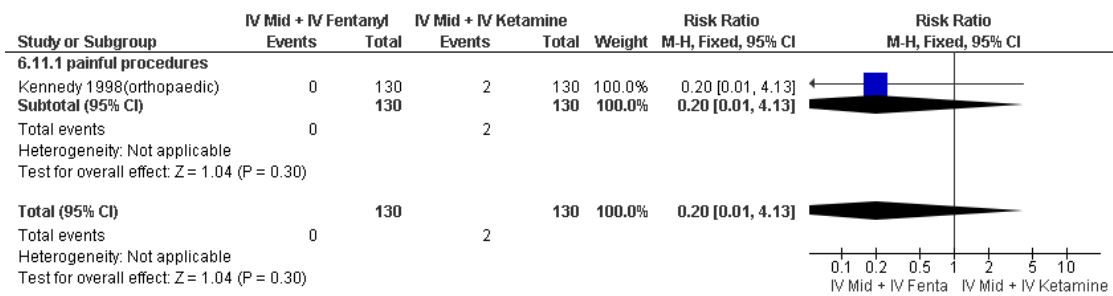 IV Mid + IV Fentanyl IV Mid + IV Ketamine Risk Ratio Risk Ratio
Study or Subgroup Events Total Events Total Weight M-H, Fixed, 95% CI M-H, Fixed, 95% CI
6.11.1 painful procedures
Kennedy 1998(orthopaedic) 0 130 2 130 100.0% 0.20 [0.01, 4.13]
Subtotal (95% CI) 130 130 100.0% 0.20 [0.01, 4.13]
Total events 0 2
Heterogeneity: Not applicable
Test for overall effect: Z = 1.04 (P = 0.30)
Total (95% CI) 130 130 100.0% 0.20 [0.01, 4.13]
Total events 0 2
Heterogeneity: Not applicable
Test for overall effect: Z = 1.04 (P = 0.30)
0.1 0.2 0.5 1 2 5 10
IV Mid + IV Fenta IV Mid + IV Ketamine